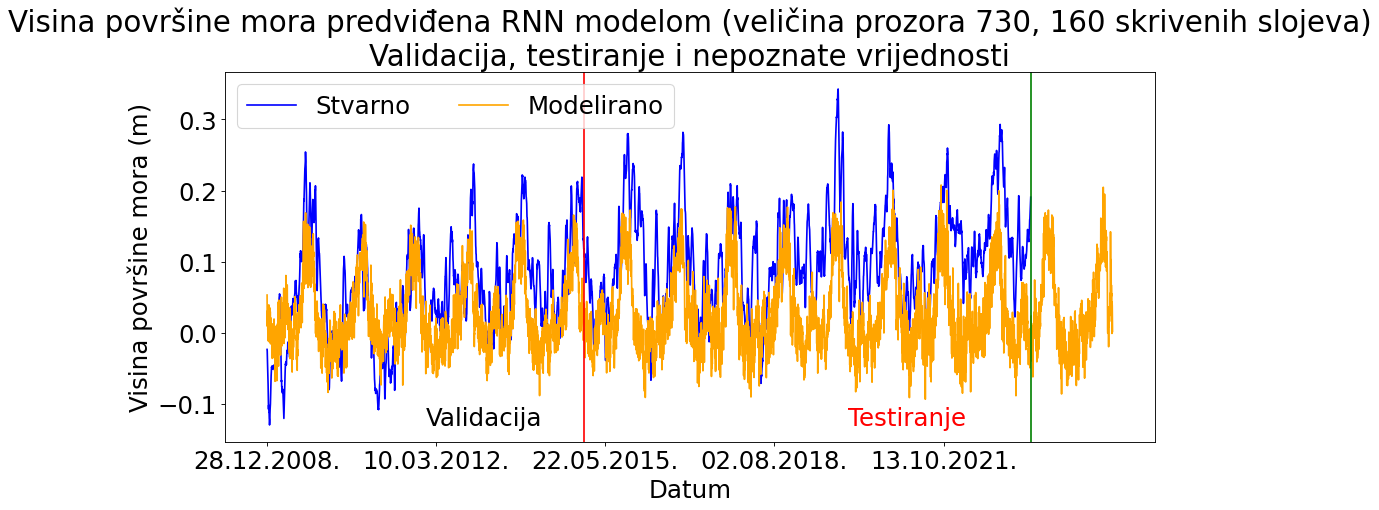 Visina površine mora predviđena RNN modelom (veličina prozora 730, 160 skrivenih slojeva)
Validacija, testiranje i nepoznate vrijednosti
Stvarno
Modelirano
Visina površine mora (m)
0.3
0.2
0.1
0.0
−0.1
Validacija
Testiranje
28.12.2008.
10.03.2012.
22.05.2015.
02.08.2018.
13.10.2021.
Datum